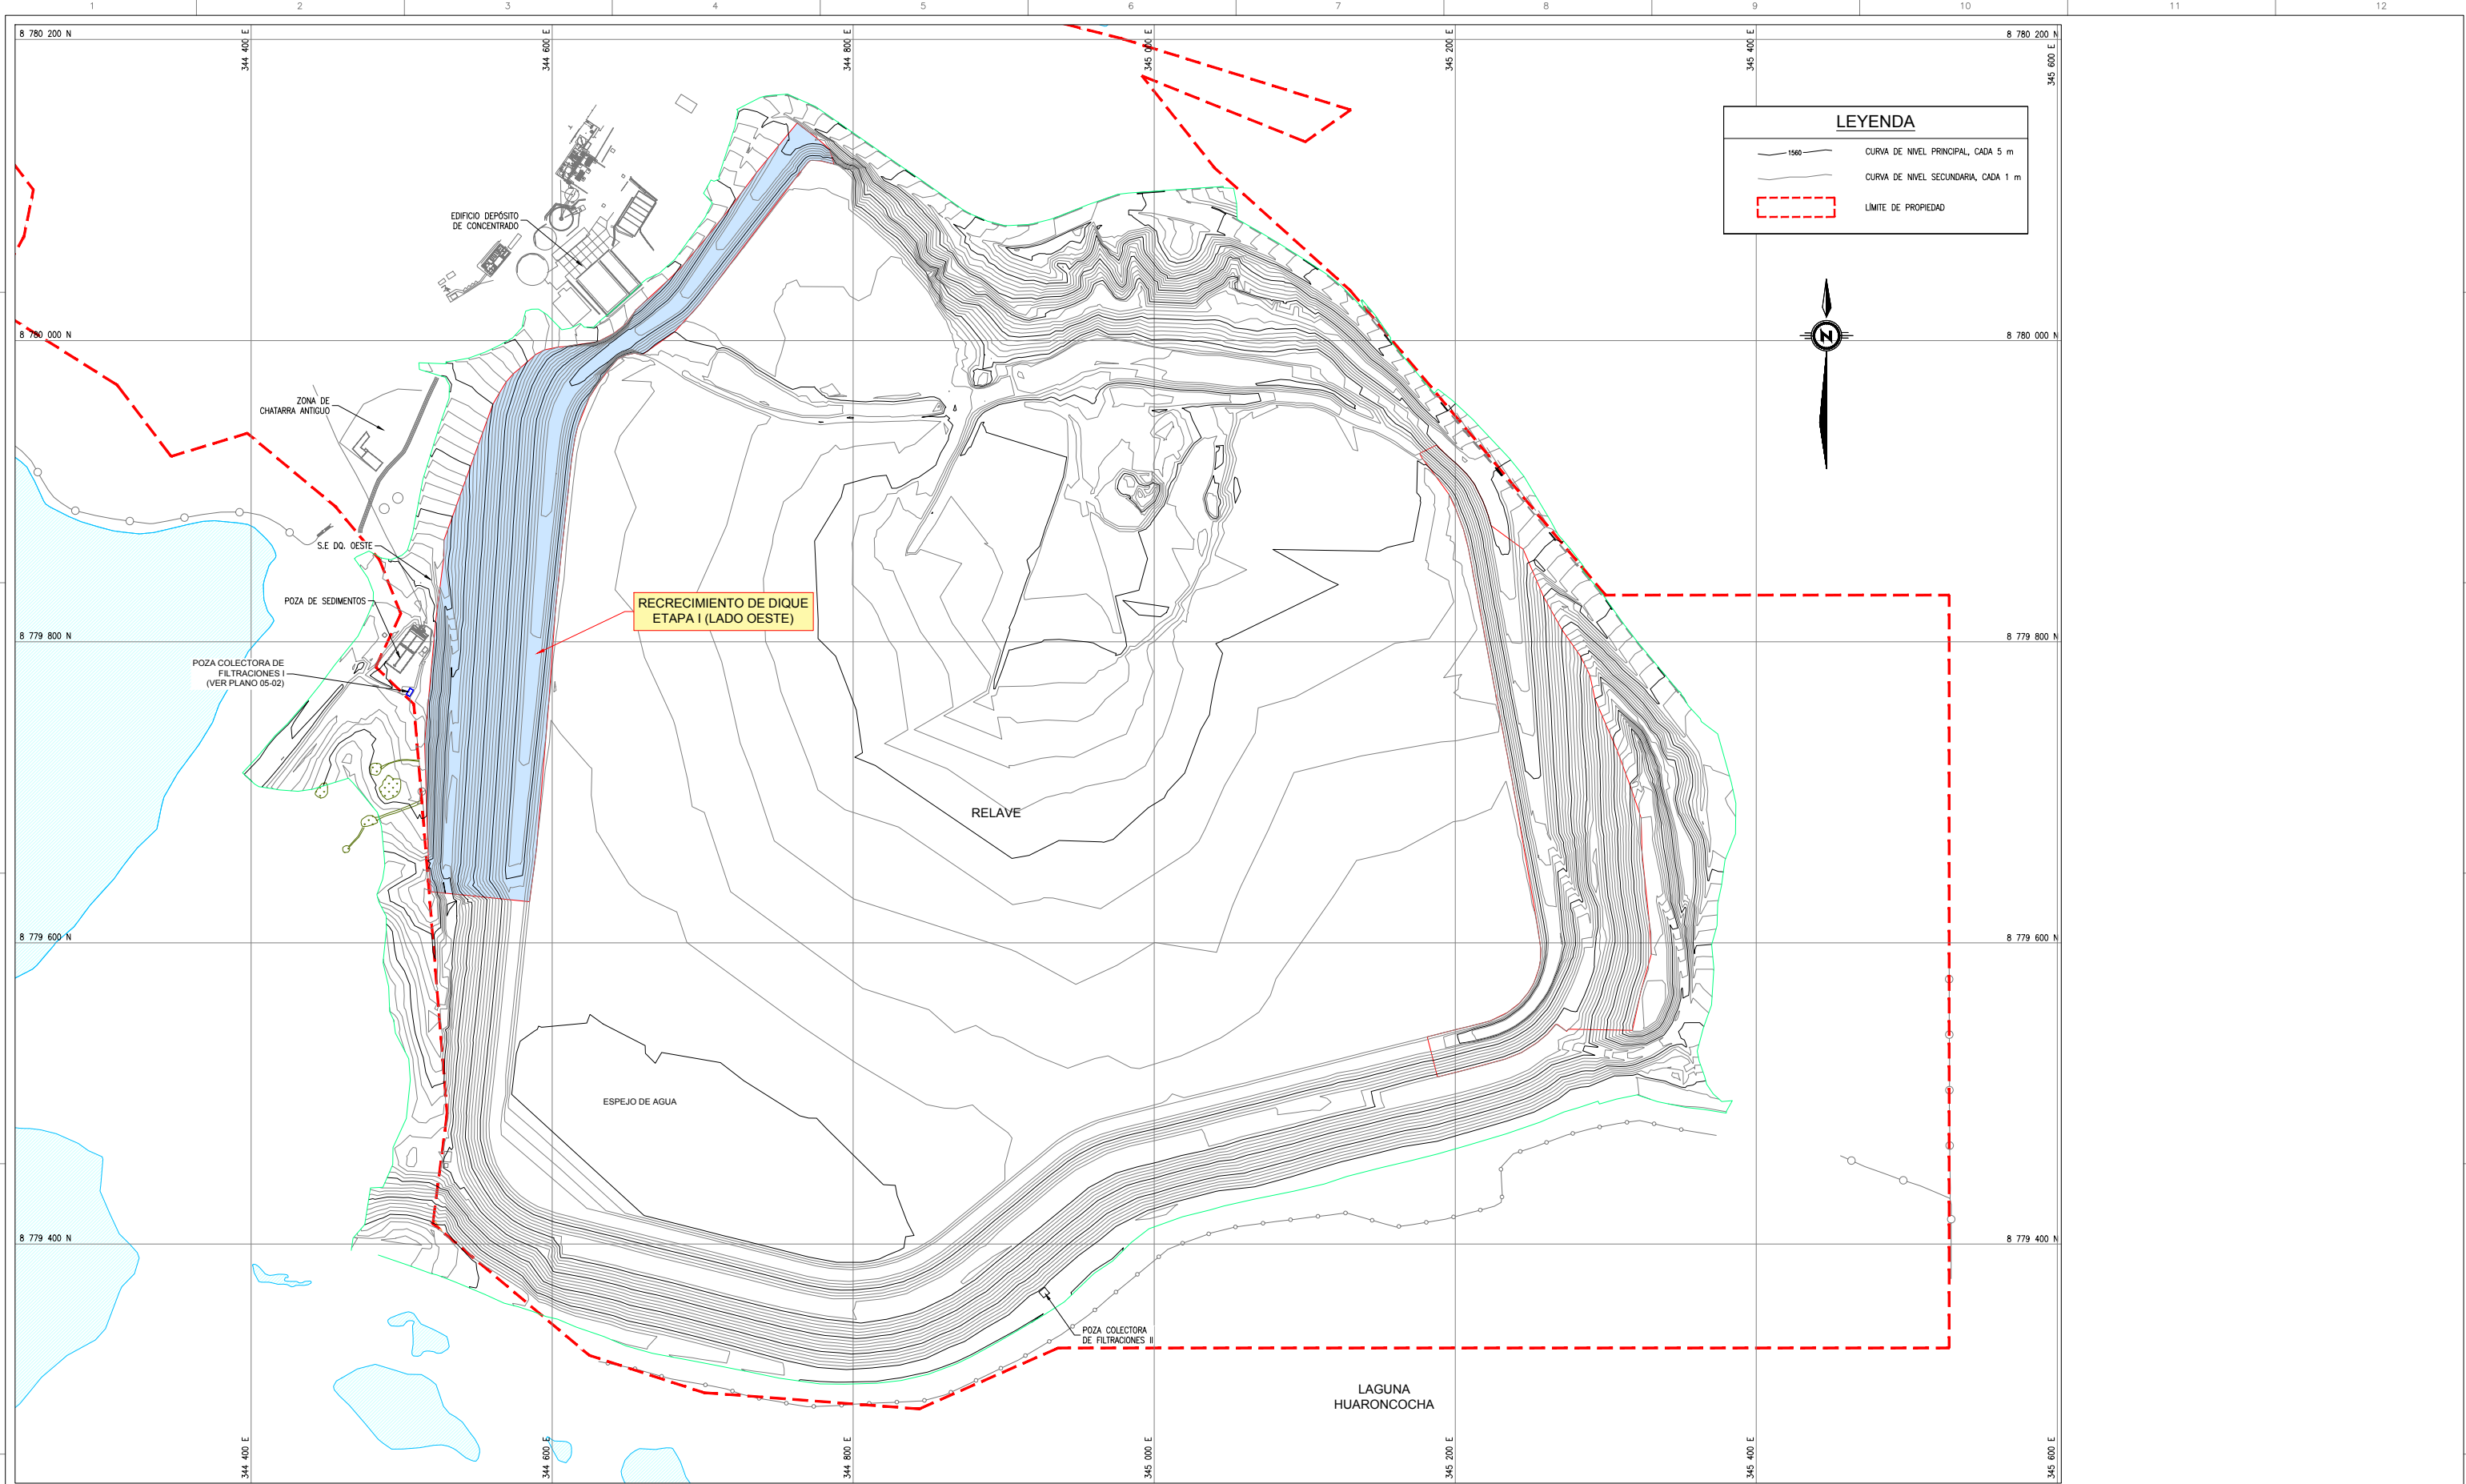 1 2 3 4 5 6 7 8 9 10 11 12
8 780 200 N
8 780 200 N
344 400 E
344 600 E
344 800 E
345 000 E
345 200 E
345 400 E
345 600 E
LEYENDA
1560
CURVA DE NIVEL PRINCIPAL, CADA 5 m
CURVA DE NIVEL SECUNDARIA, CADA 1 m
LÍMITE DE PROPIEDAD
EDIFICIO DEPÓSITO
DE CONCENTRADO
N
8 780 000 N
8 780 000 N
ZONA DE
CHATARRA ANTIGUO
S.E DQ. OESTE
POZA DE SEDIMENTOS
RECRECIMIENTO DE DIQUE
ETAPA I (LADO OESTE)
8 779 800 N
8 779 800 N
POZA COLECTORA DE
FILTRACIONES I
(VER PLANO 05-02)
RELAVE
8 779 600 N
8 779 600 N
ESPEJO DE AGUA
8 779 400 N
8 779 400 N
POZA COLECTORA
DE FILTRACIONES II
LAGUNA
HUARONCOCHA
344 400 E
344 600 E
344 800 E
345 000 E
345 200 E
345 400 E
345 600 E